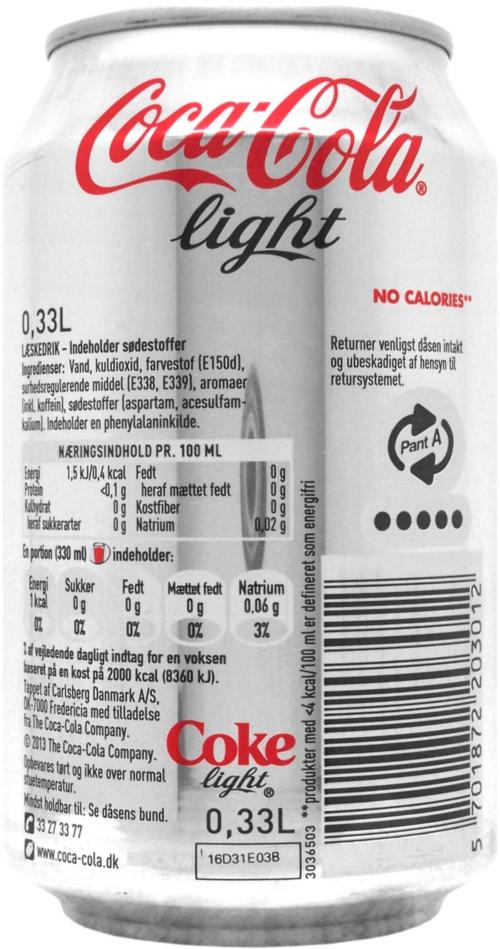 Coca-Cola®
light
NO CALORIES**
0,33L
LÆSKEDRIK - Indeholder sødestoffer
Ingredienser: Vand, kuldioxid, farvestof (E150d),
surhedsregulerende middel (E338, E339), aromaer
(inkl. koffein), sødestoffer (aspartam, acesulfam-
kalium). Indeholder en phenylalaninkilde.
Returner venligst dåsen intakt
og ubeskadiget af hensyn til
retursystemet.
Pant A
NÆRINGSINDHOLD PR. 100 ML
Energi 1,5 kJ/0,4 kcal Fedt 0 g
Protein <0,1 g heraf mættet fedt 0 g
Kulhydrat 0 g Kostfiber 0 g
heraf sukkerarter 0 g Natrium 0,02 g
En portion (330 ml) indeholder:
Energi Sukker Fedt Mættet fedt Natrium
1 kcal 0 g 0 g 0 g 0,06 g
0% 0% 0% 0% 3%
% af vejledende dagligt indtag for en voksen
baseret på en kost på 2000 kcal (8360 kJ).
Tappet af Carlsberg Danmark A/S,
DK-7000 Fredericia med tilladelse
fra The Coca-Cola Company.
© 2013 The Coca-Cola Company.
Opbevares tørt og ikke over normal
stuetemperatur.
Mindst holdbar til: Se dåsens bund.
33 27 33 77
www.coca-cola.dk
Coke
light®
0,33L
16D31E03B
3036503 **produkter med <4 kcal/100 ml er defineret som energifri
5 701872 203012